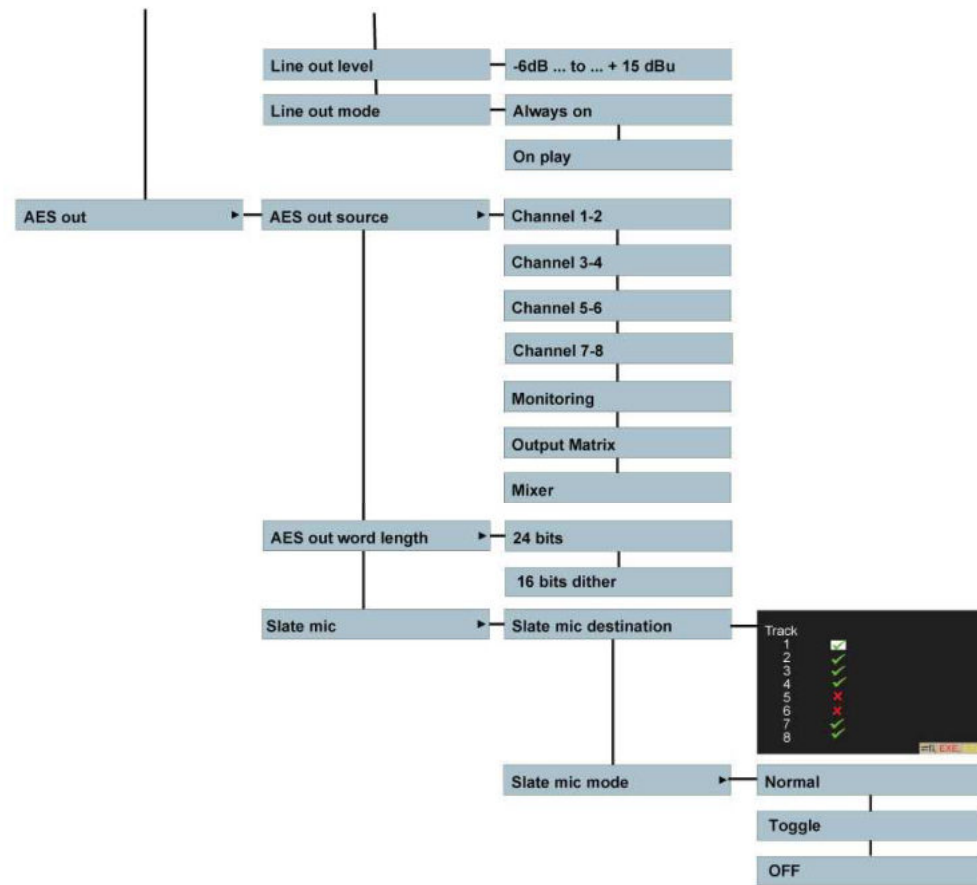 Line out level
-6dB ... to ... + 15 dBu
Line out mode
Always on
On play
AES out
AES out source
Channel 1-2
Channel 3-4
Channel 5-6
Channel 7-8
Monitoring
Output Matrix
Mixer
AES out word length
24 bits
16 bits dither
Slate mic
Slate mic destination
Track
1
2
3
4
5
6
7
8
EXE,
Slate mic mode
Normal
Toggle
OFF